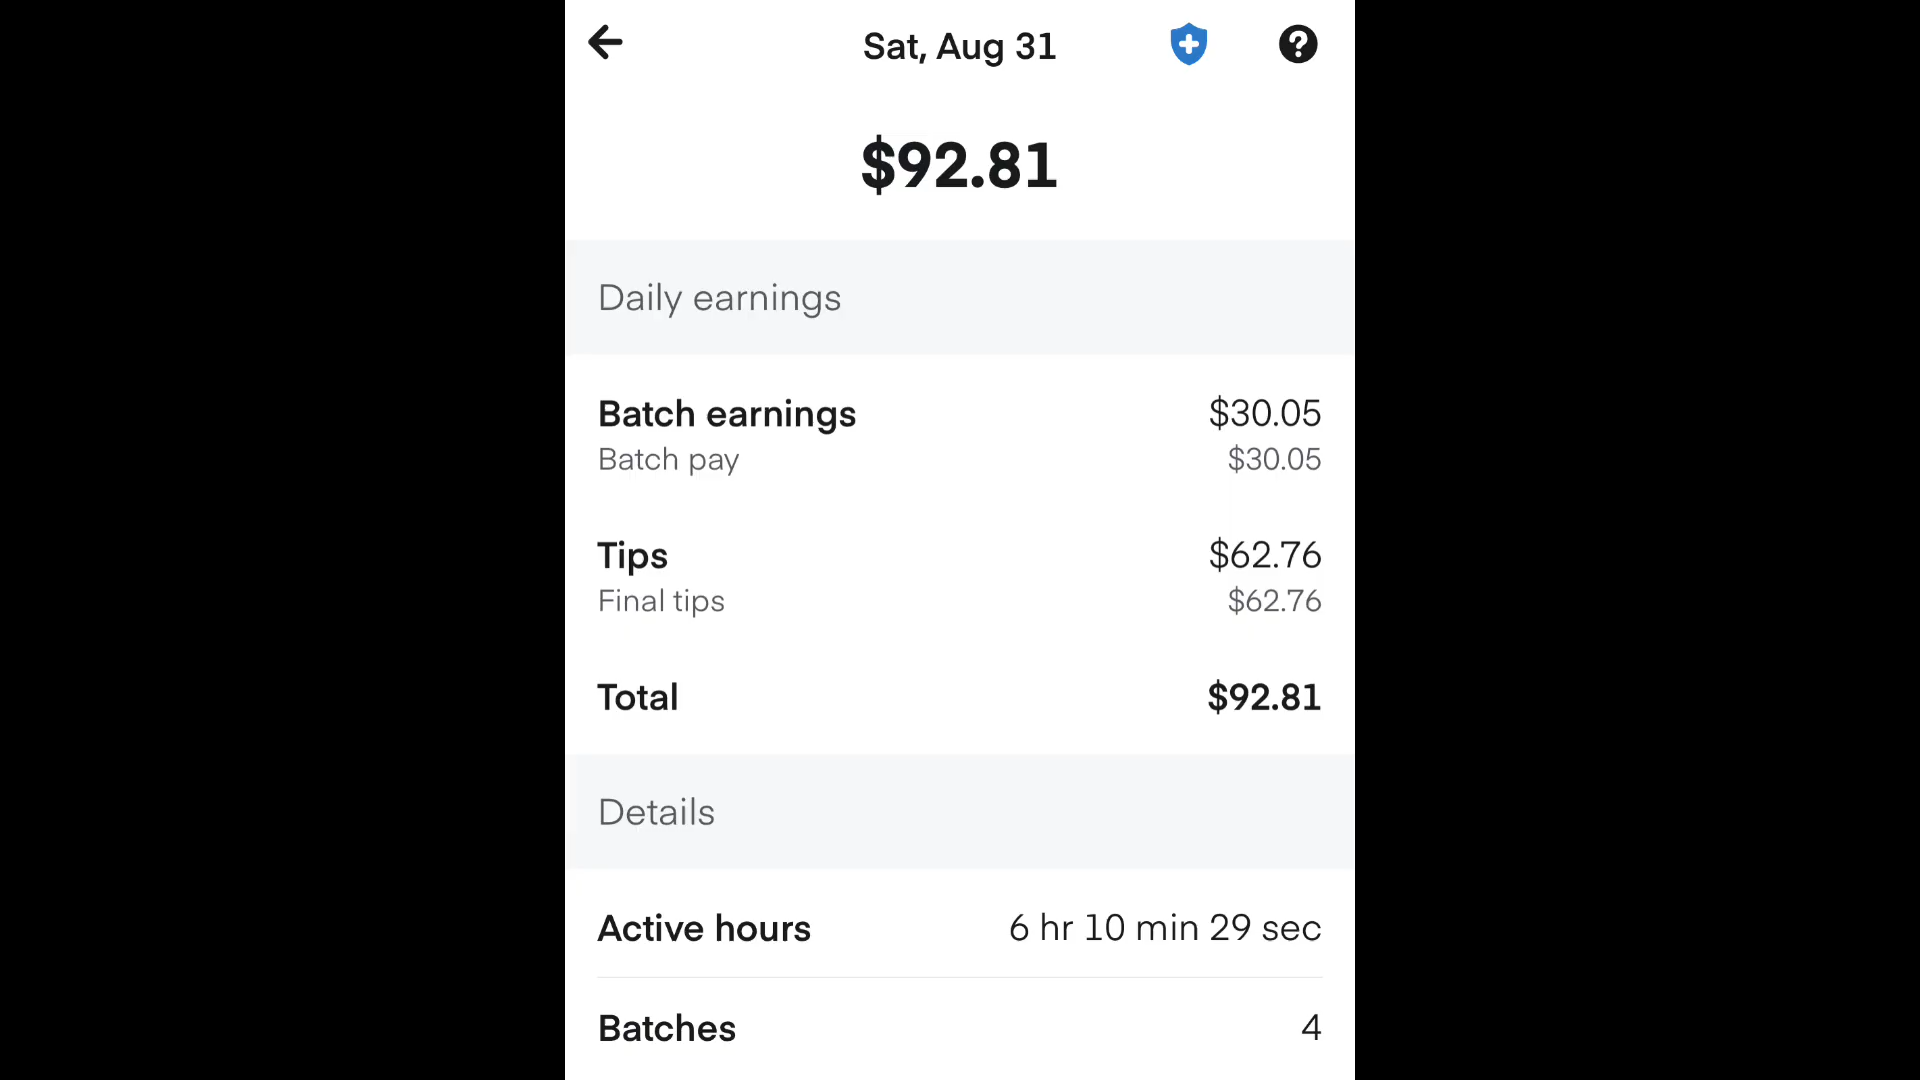 Sat, Aug 31
$92.81
Daily earnings
Batch earnings $30.05
Batch pay $30.05
Tips $62.76
Final tips $62.76
Total $92.81
Details
Active hours 6 hr 10 min 29 sec
Batches 4